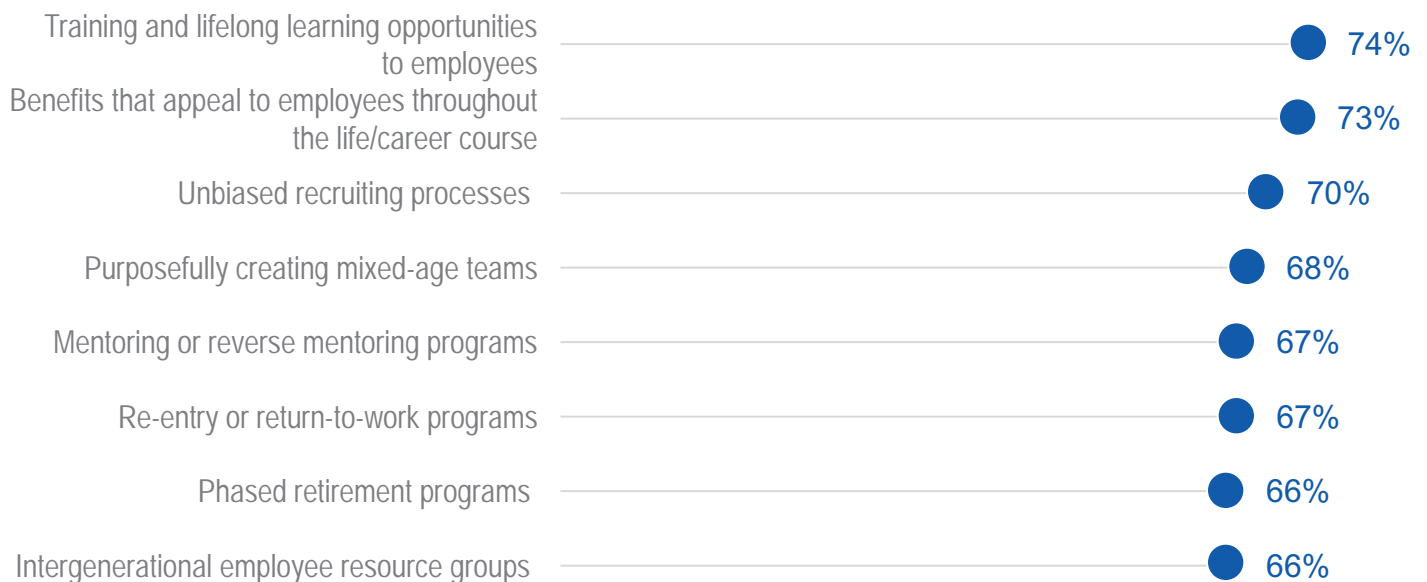 Training and lifelong learning opportunities
to employees
74%
Benefits that appeal to employees throughout
the life/career course
73%
Unbiased recruiting processes
70%
Purposefully creating mixed-age teams
68%
Mentoring or reverse mentoring programs
67%
Re-entry or return-to-work programs
67%
Phased retirement programs
66%
Intergenerational employee resource groups
66%